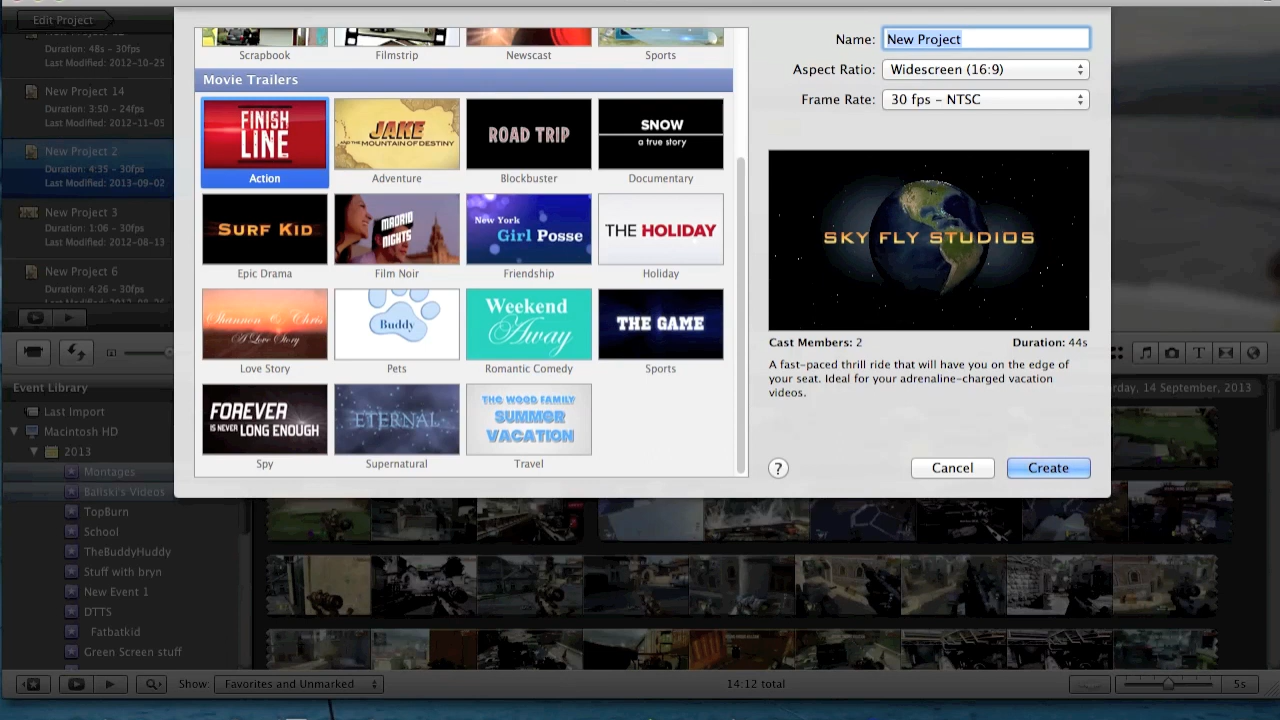 Edit Project
Duration: 48s - 30fps
Last Modified: 2012-10-25
New Project 14
Duration: 3:50 - 24fps
Last Modified: 2012-11-05
New Project 2
Duration: 4:35 - 30fps
Last Modified: 2013-09-02
New Project 3
Duration: 1:06 - 30fps
Last Modified: 2012-08-13
New Project 6
Duration: 4:26 - 30fps
Event Library
Last Import
Macintosh HD
2013
Montages
Baliski's Videos
TopBurn
School
TheBuddyHuddy
Stuff with bryn
New Event 1
DTTS
Fatbatkid
Green Screen stuff
Scrapbook
Filmstrip
Newscast
Sports
Movie Trailers
FINISH
LINE
Action
JAKE
AND THE MOUNTAIN OF DESTINY
Adventure
ROAD TRIP
Blockbuster
SNOW
a true story
Documentary
SURF KID
Epic Drama
MADRID
NIGHTS
Film Noir
New York
Girl Posse
Friendship
THE HOLIDAY
Holiday
Shannon & Chris
A Love Story
Love Story
Buddy
Pets
Weekend
Away
Romantic Comedy
THE GAME
Sports
FOREVER
IS NEVER LONG ENOUGH
Spy
ETERNAL
Supernatural
THE WOOD FAMILY
SUMMER
VACATION
Travel
Name: New Project
Aspect Ratio: Widescreen (16:9)
Frame Rate: 30 fps - NTSC
SKY FLY STUDIOS
Cast Members: 2
Duration: 44s
A fast-paced thrill ride that will have you on the edge of
your seat. Ideal for your adrenaline-charged vacation
videos.
?
Cancel
Create
T
rday, 14 September, 2013
Show: Favorites and Unmarked
14:12 total
5s